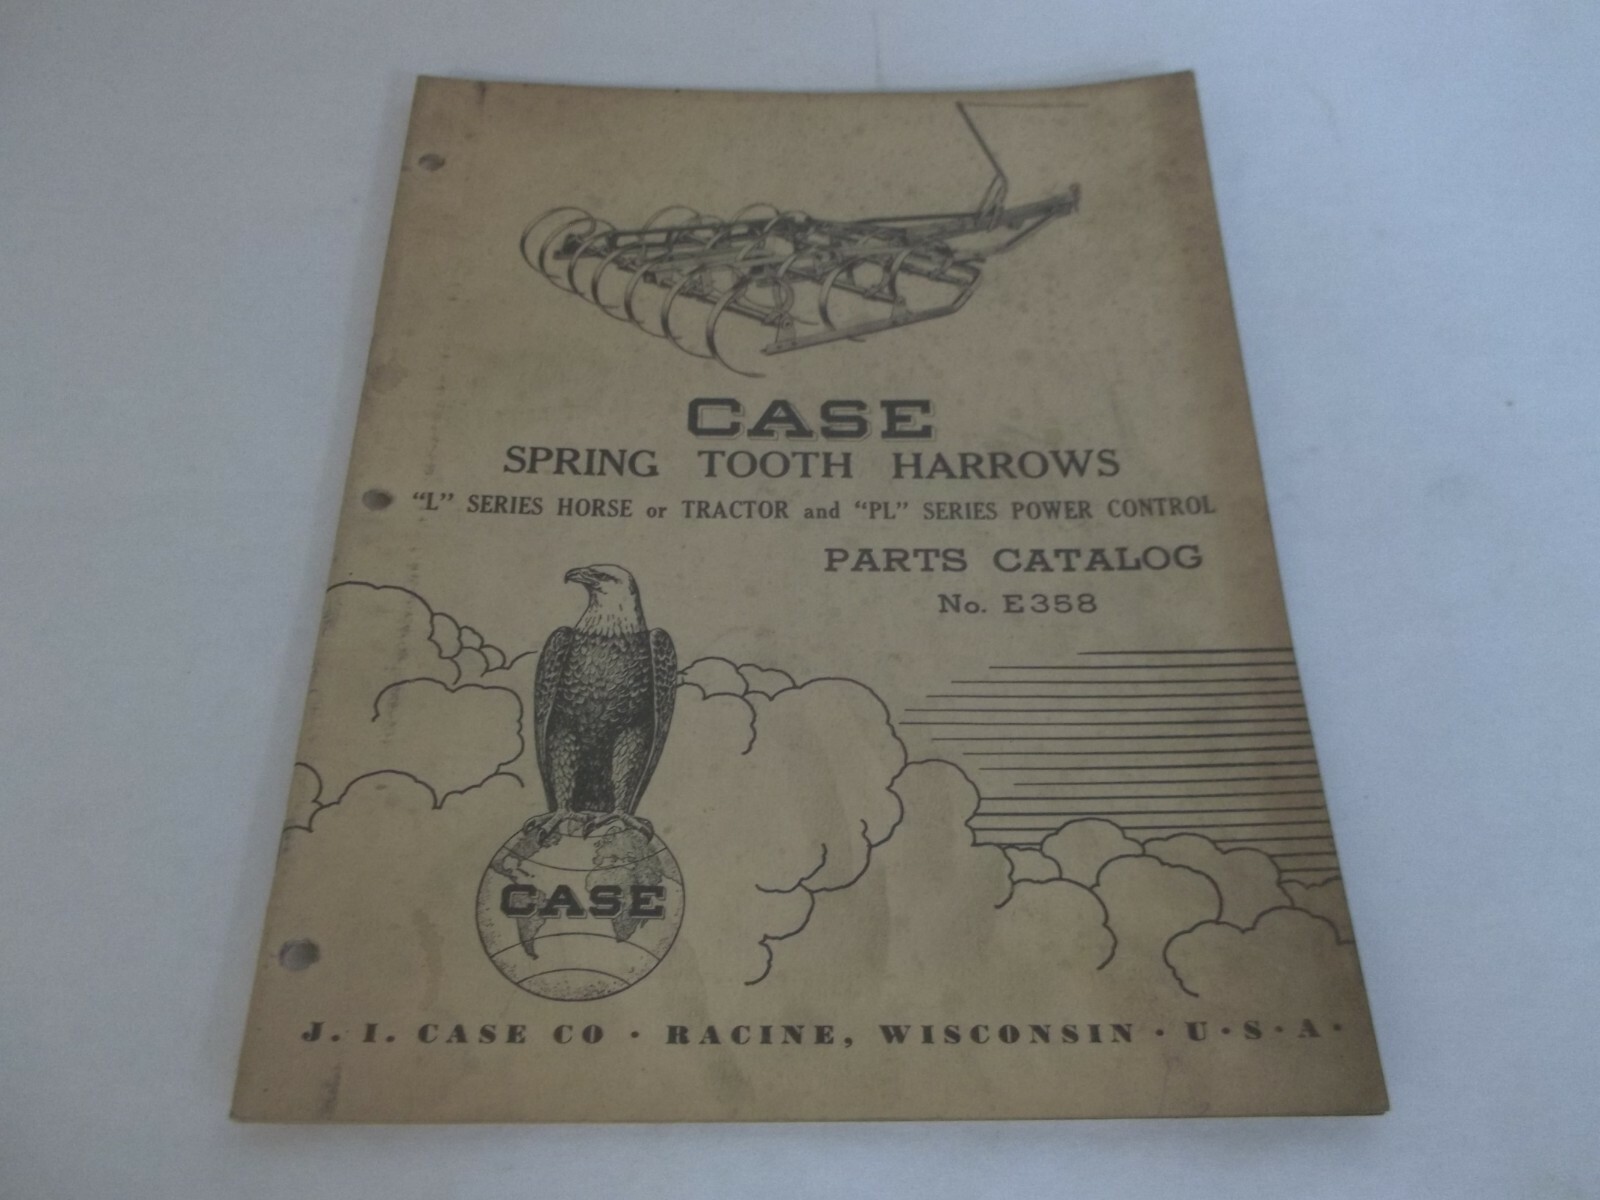 CASE
SPRING TOOTH HARROWS
“L” SERIES HORSE or TRACTOR and “PL” SERIES POWER CONTROL
PARTS CATALOG
No. E358
CASE
J. I. CASE CO · RACINE, WISCONSIN · U · S · A ·